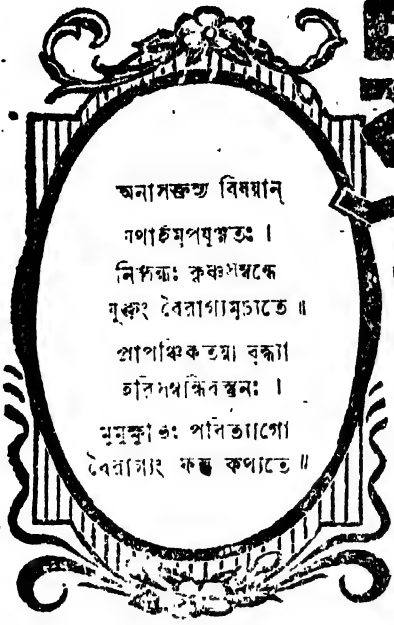 অনাসক্তস্য বিষয়ান্
যথার্হমুপযুঞ্জতঃ ।
নির্ব্বন্ধঃ কৃষ্ণসম্বন্ধে
যুক্তং বৈরাগ্যমুচ্যতে ॥
প্রাপঞ্চিকতয়া বুদ্ধ্যা
হরিসম্বন্ধিবস্তুনঃ ।
মুমুক্ষুভিঃ পরিত্যাগো
বৈরাগ্যং ফল্গু কথ্যতে ॥